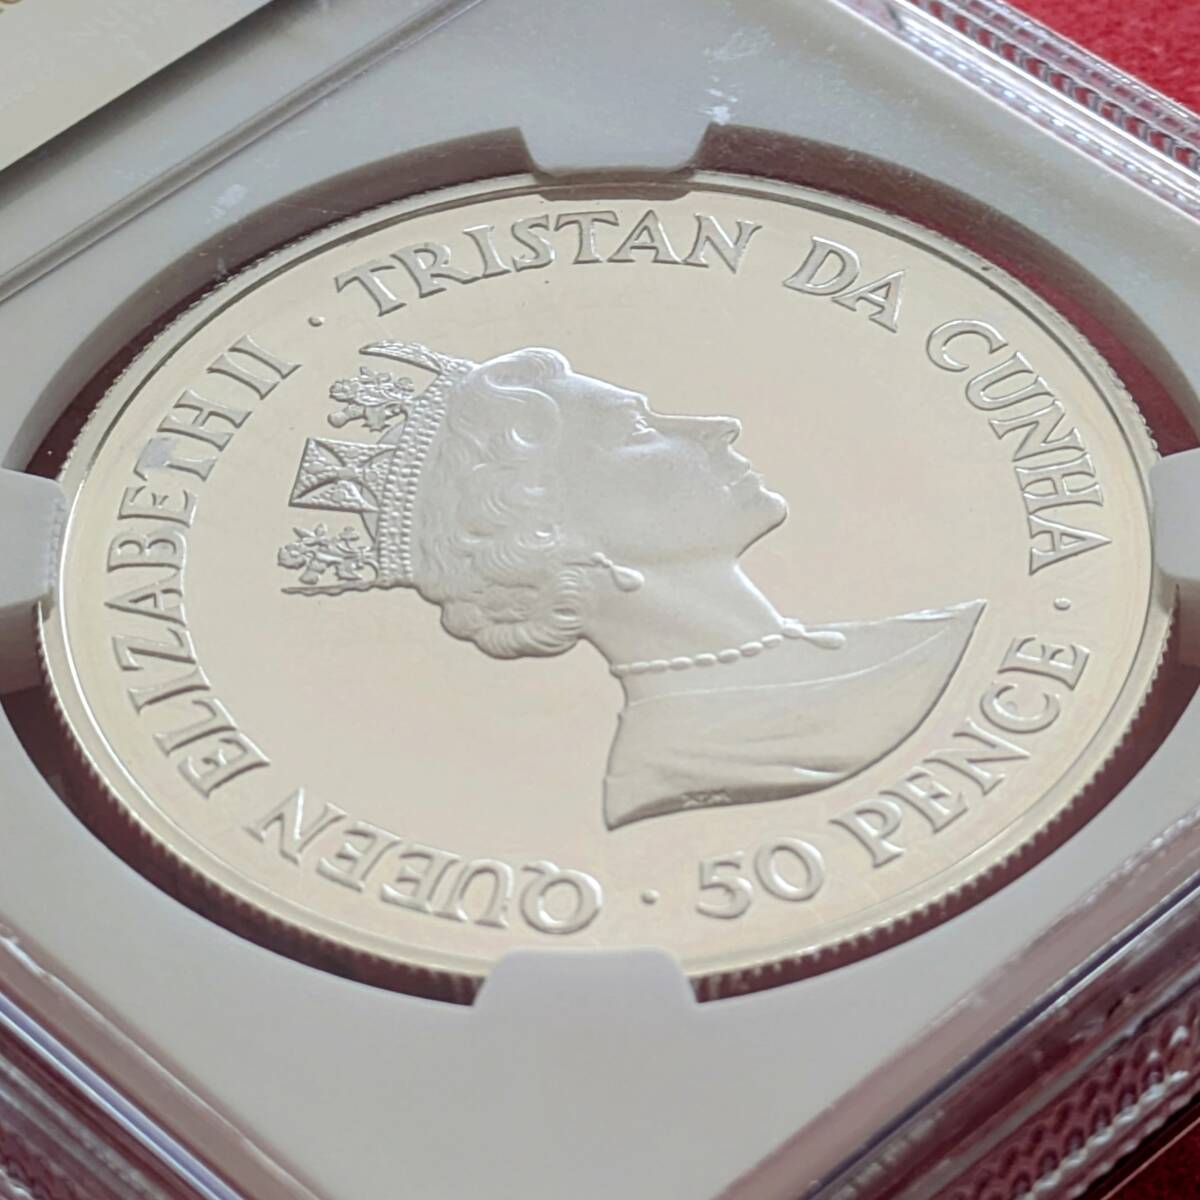 QUEEN ELIZABETH II · TRISTAN DA CUNHA · 50 PENCE ·